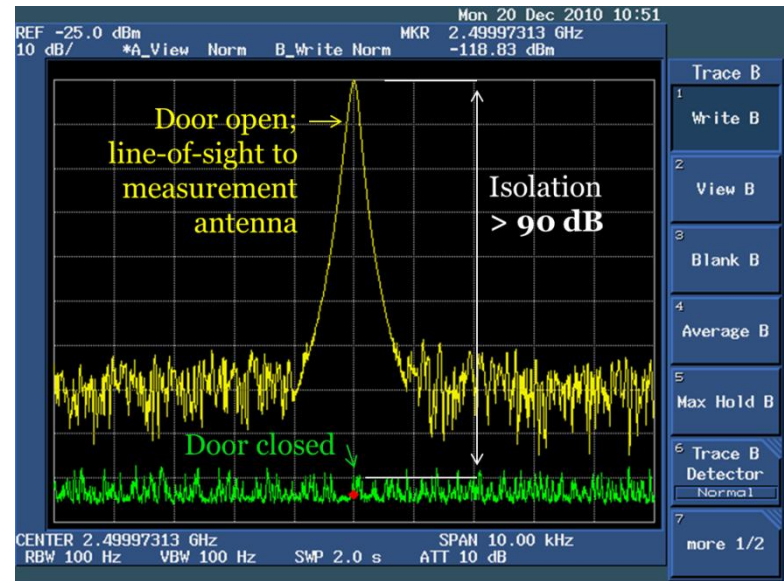 Mon 20 Dec 2010 10:51
REF -25.0 dBm MKR 2.49997313 GHz
10 dB/ *A_View Norm B_Write Norm -118.83 dBm
Trace B
1
Write B
2
View B
3
Blank B
4
Average B
5
Max Hold B
6 Trace B
Detector
Normal
7
more 1/2
Door open;
line-of-sight to
measurement
antenna
Isolation
> 90 dB
Door closed
CENTER 2.49997313 GHz SPAN 10.00 kHz
RBW 100 Hz VBW 100 Hz SWP 2.0 s ATT 10 dB